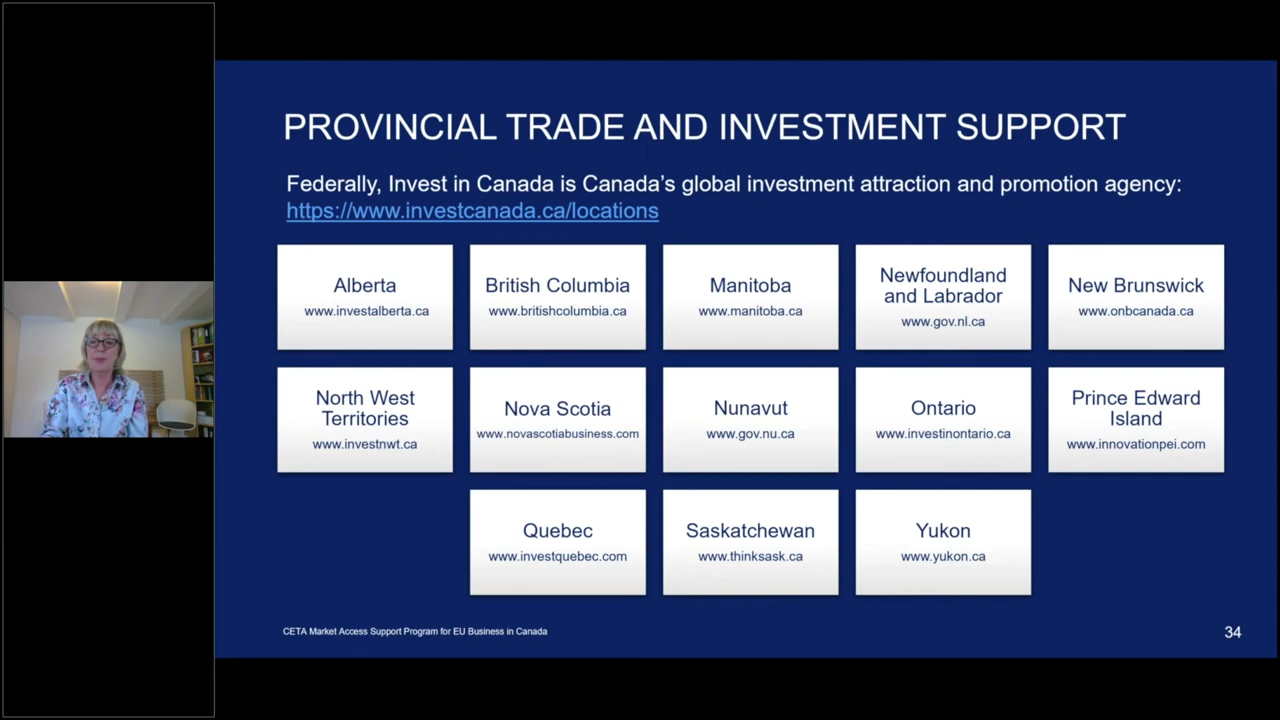 PROVINCIAL TRADE AND INVESTMENT SUPPORT
Federally, Invest in Canada is Canada's global investment attraction and promotion agency:
https://www.investcanada.ca/locations
Alberta
www.investalberta.ca
British Columbia
www.britishcolumbia.ca
Manitoba
www.manitoba.ca
Newfoundland
and Labrador
www.gov.nl.ca
New Brunswick
www.onbcanada.ca
North West
Territories
www.investnwt.ca
Nova Scotia
www.novascotiabusiness.com
Nunavut
www.gov.nu.ca
Ontario
www.investinontario.ca
Prince Edward
Island
www.innovationpei.com
Quebec
www.investquebec.com
Saskatchewan
www.thinksask.ca
Yukon
www.yukon.ca
CETA Market Access Support Program for EU Business in Canada
34